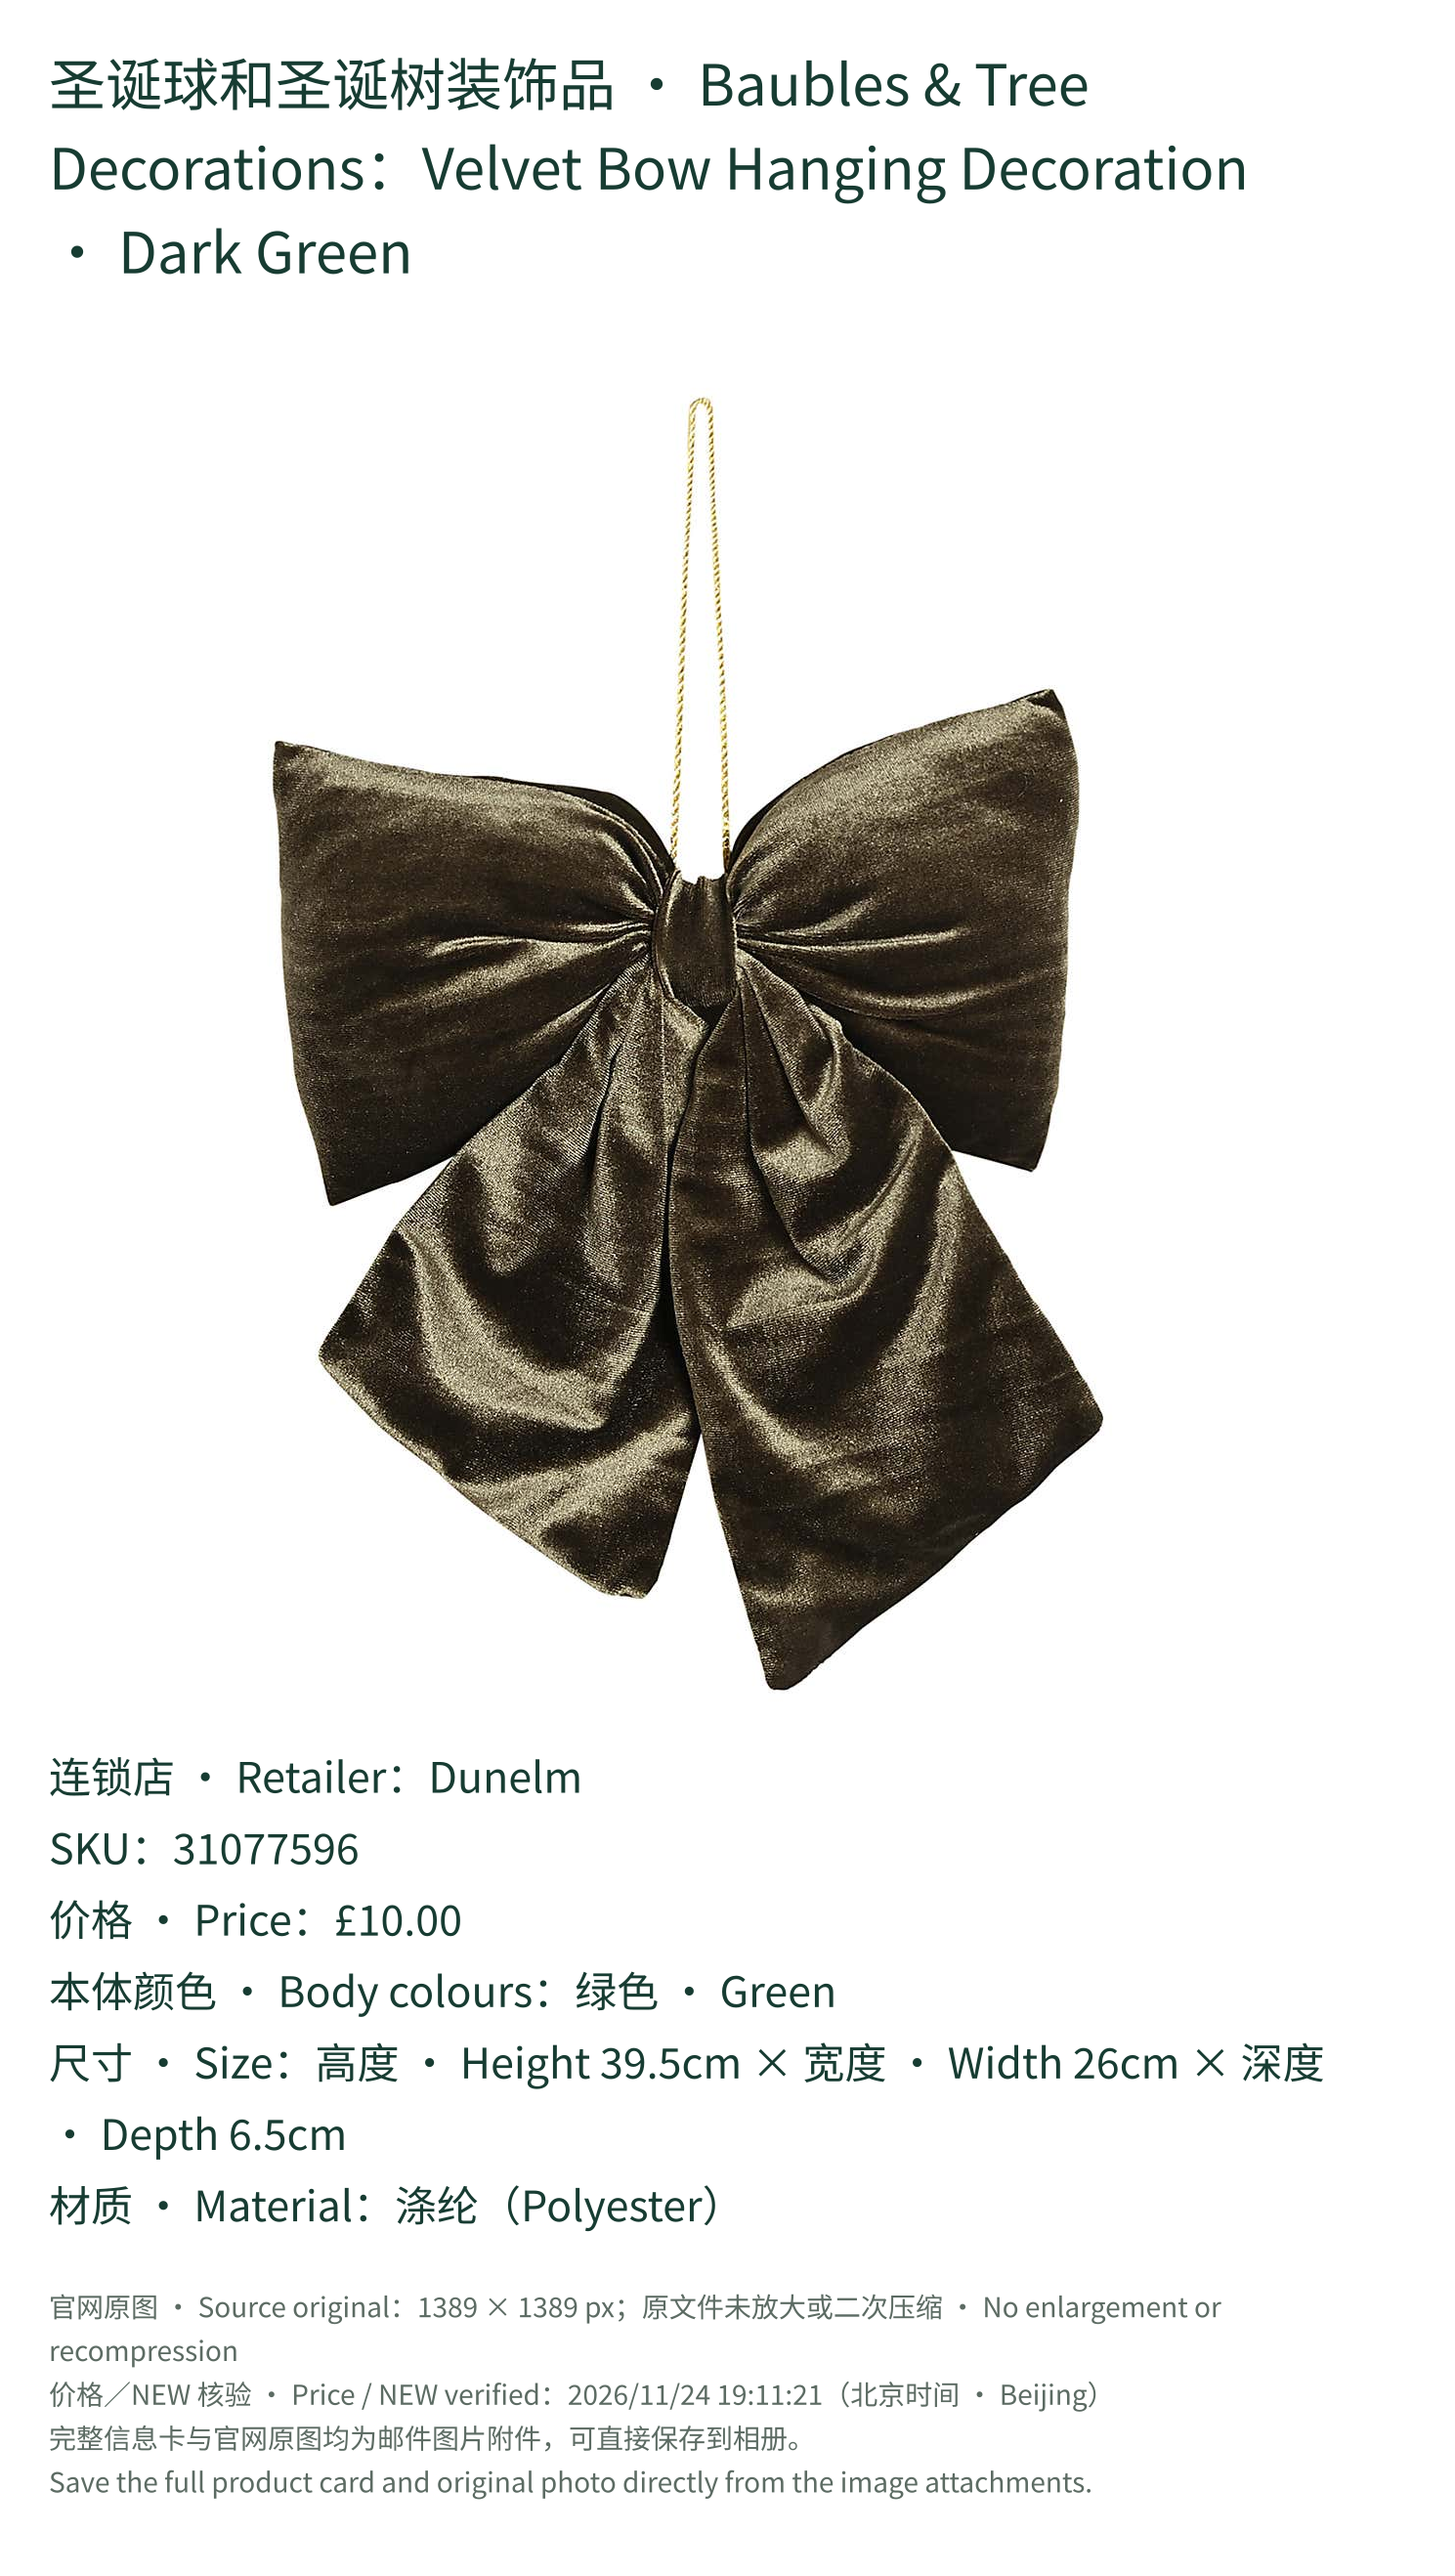 圣诞球和圣诞树装饰品 · Baubles & Tree
Decorations：Velvet Bow Hanging Decoration
· Dark Green
连锁店 · Retailer：Dunelm
SKU：31077596
价格 · Price：£10.00
本体颜色 · Body colours：绿色 · Green
尺寸 · Size：高度 · Height 39.5cm × 宽度 · Width 26cm × 深度
· Depth 6.5cm
材质 · Material：涤纶（Polyester）
官网原图 · Source original：1389 × 1389 px；原文件未放大或二次压缩 · No enlargement or
recompression
价格／NEW 核验 · Price / NEW verified：2026/11/24 19:11:21（北京时间 · Beijing）
完整信息卡与官网原图均为邮件图片附件，可直接保存到相册。
Save the full product card and original photo directly from the image attachments.